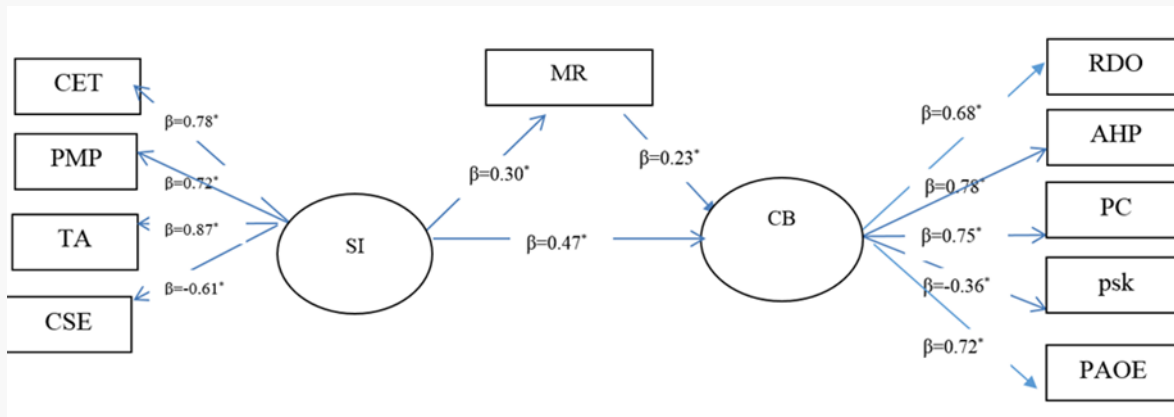 CET
β=0.78*
PMP
β=0.72*
TA
β=0.87*
CSE
β=-0.61*
SI
MR
β=0.30*
β=0.23*
β=0.47*
CB
RDO
β=0.68*
AHP
β=0.78*
PC
β=0.75*
psk
β=-0.36*
PAOE
β=0.72*